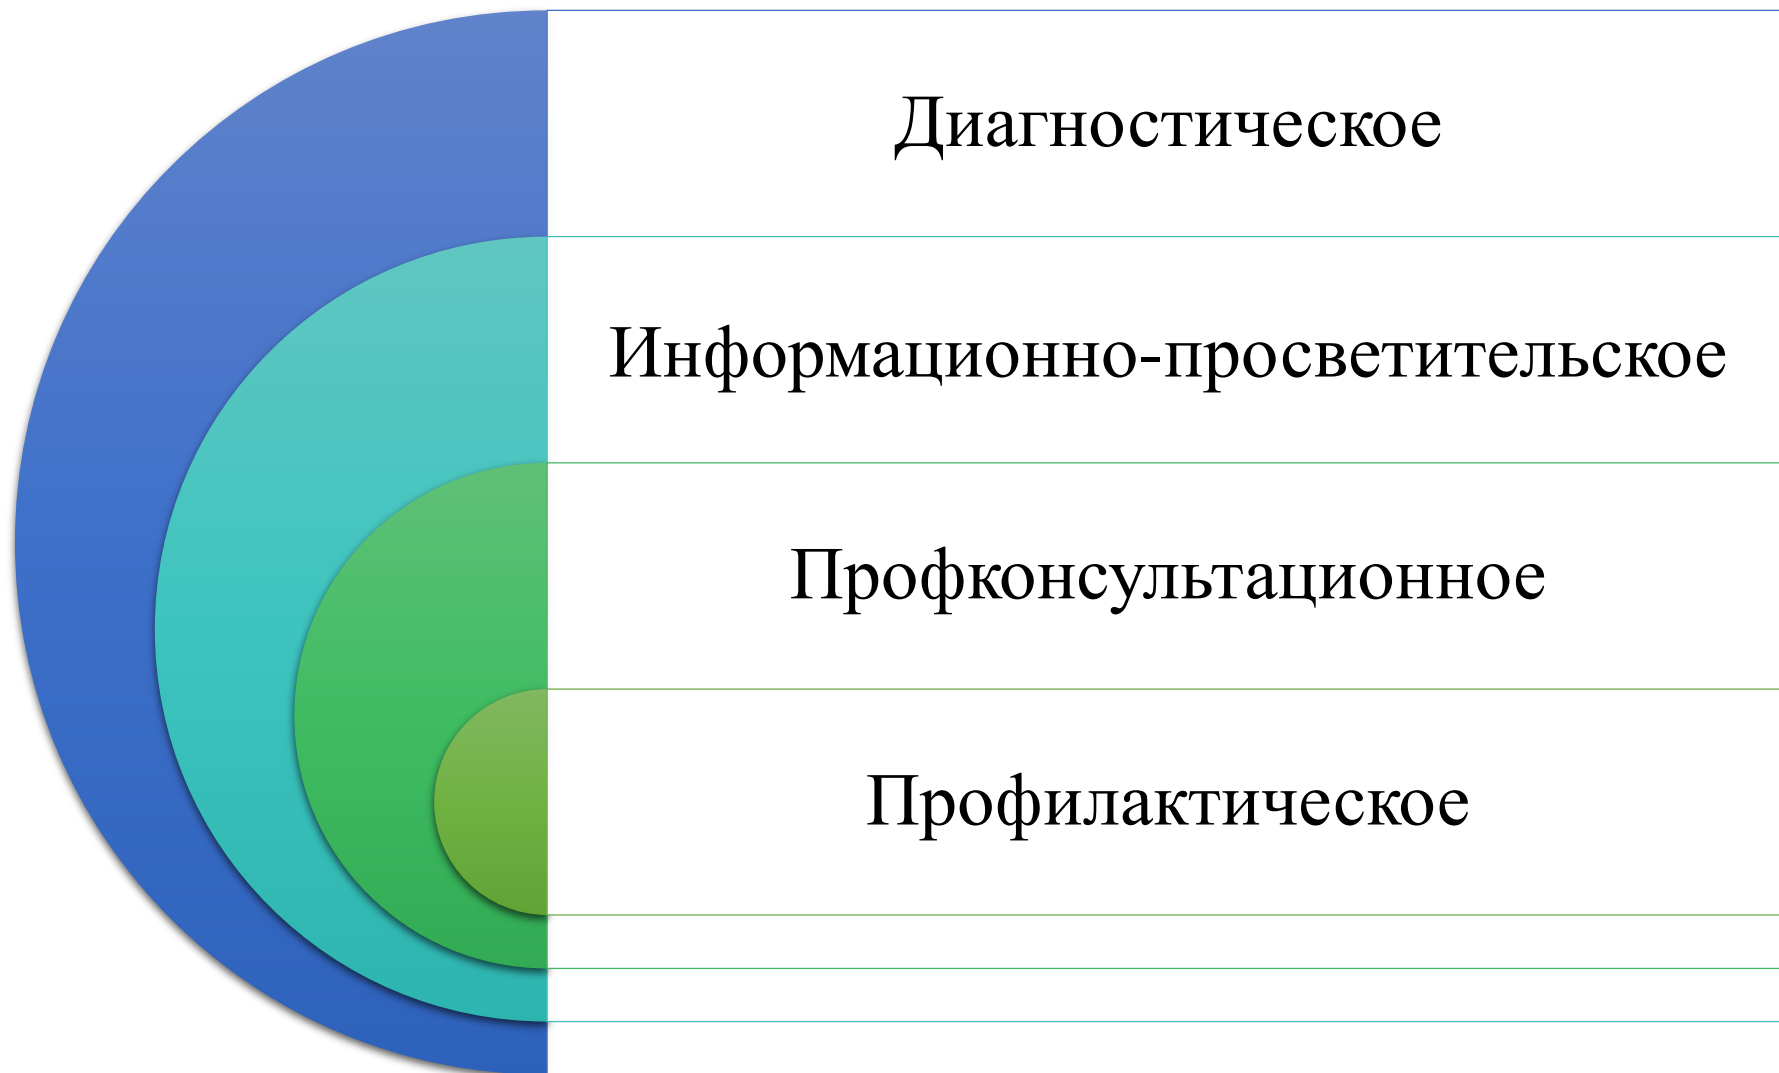 Диагностическое
Информационно-просветительское
Профконсультационное
Профилактическое